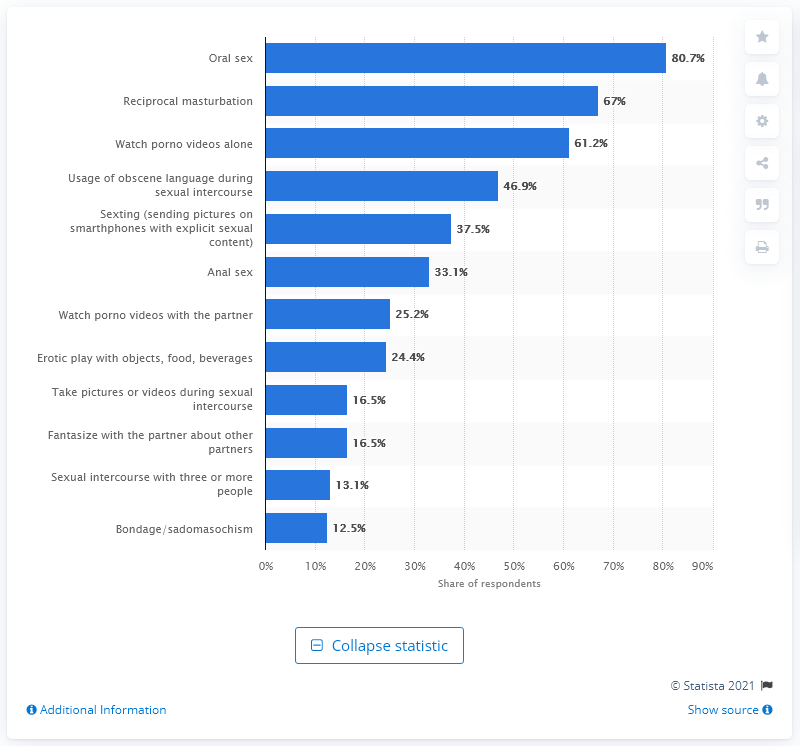 Oral sex
80.7%
Reciprocal masturbation
67%
Watch porno videos alone
61.2%
Usage of obscene language during
sexual intercourse
46.9%
Sexting (sending pictures on
smarthphones with explicit sexual
content)
37.5%
Anal sex
33.1%
Watch porno videos with the partner
25.2%
Erotic play with objects, food, beverages
24.4%
Take pictures or videos during sexual
intercourse
16.5%
Fantasize with the partner about other
partners
16.5%
Sexual intercourse with three or more
people
13.1%
Bondage/sadomasochism
12.5%
0% 10% 20% 30% 40% 50% 60% 70% 80% 90%
Share of respondents
Collapse statistic
© Statista 2021
Additional Information
Show source